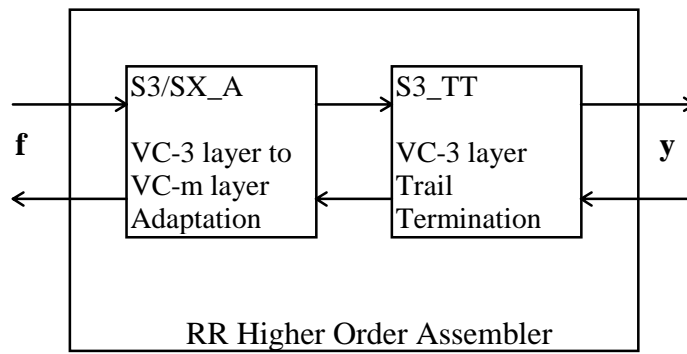 S3/SX_A
VC-3 layer to
VC-m layer
Adaptation
S3_TT
VC-3 layer
Trail
Termination
f
y
RR Higher Order Assembler